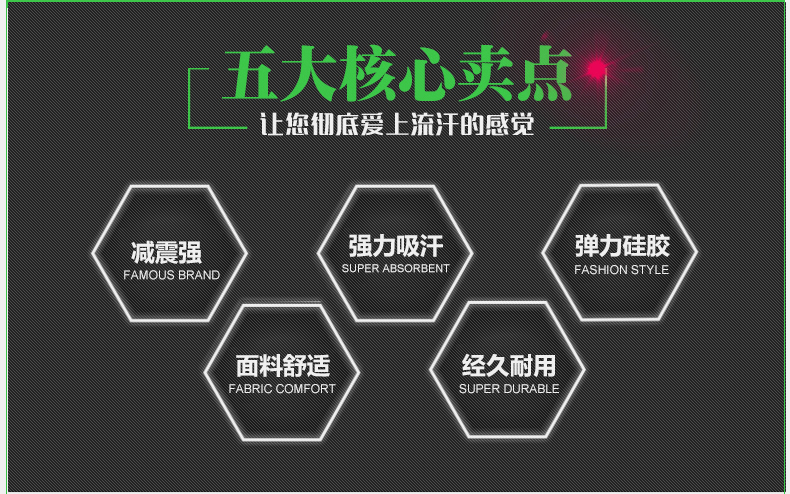 五大核心卖点
让您彻底爱上流汗的感觉
减震强
FAMOUS BRAND
强力吸汗
SUPER ABSORBENT
弹力硅胶
FASHION STYLE
面料舒适
FABRIC COMFORT
经久耐用
SUPER DURABLE